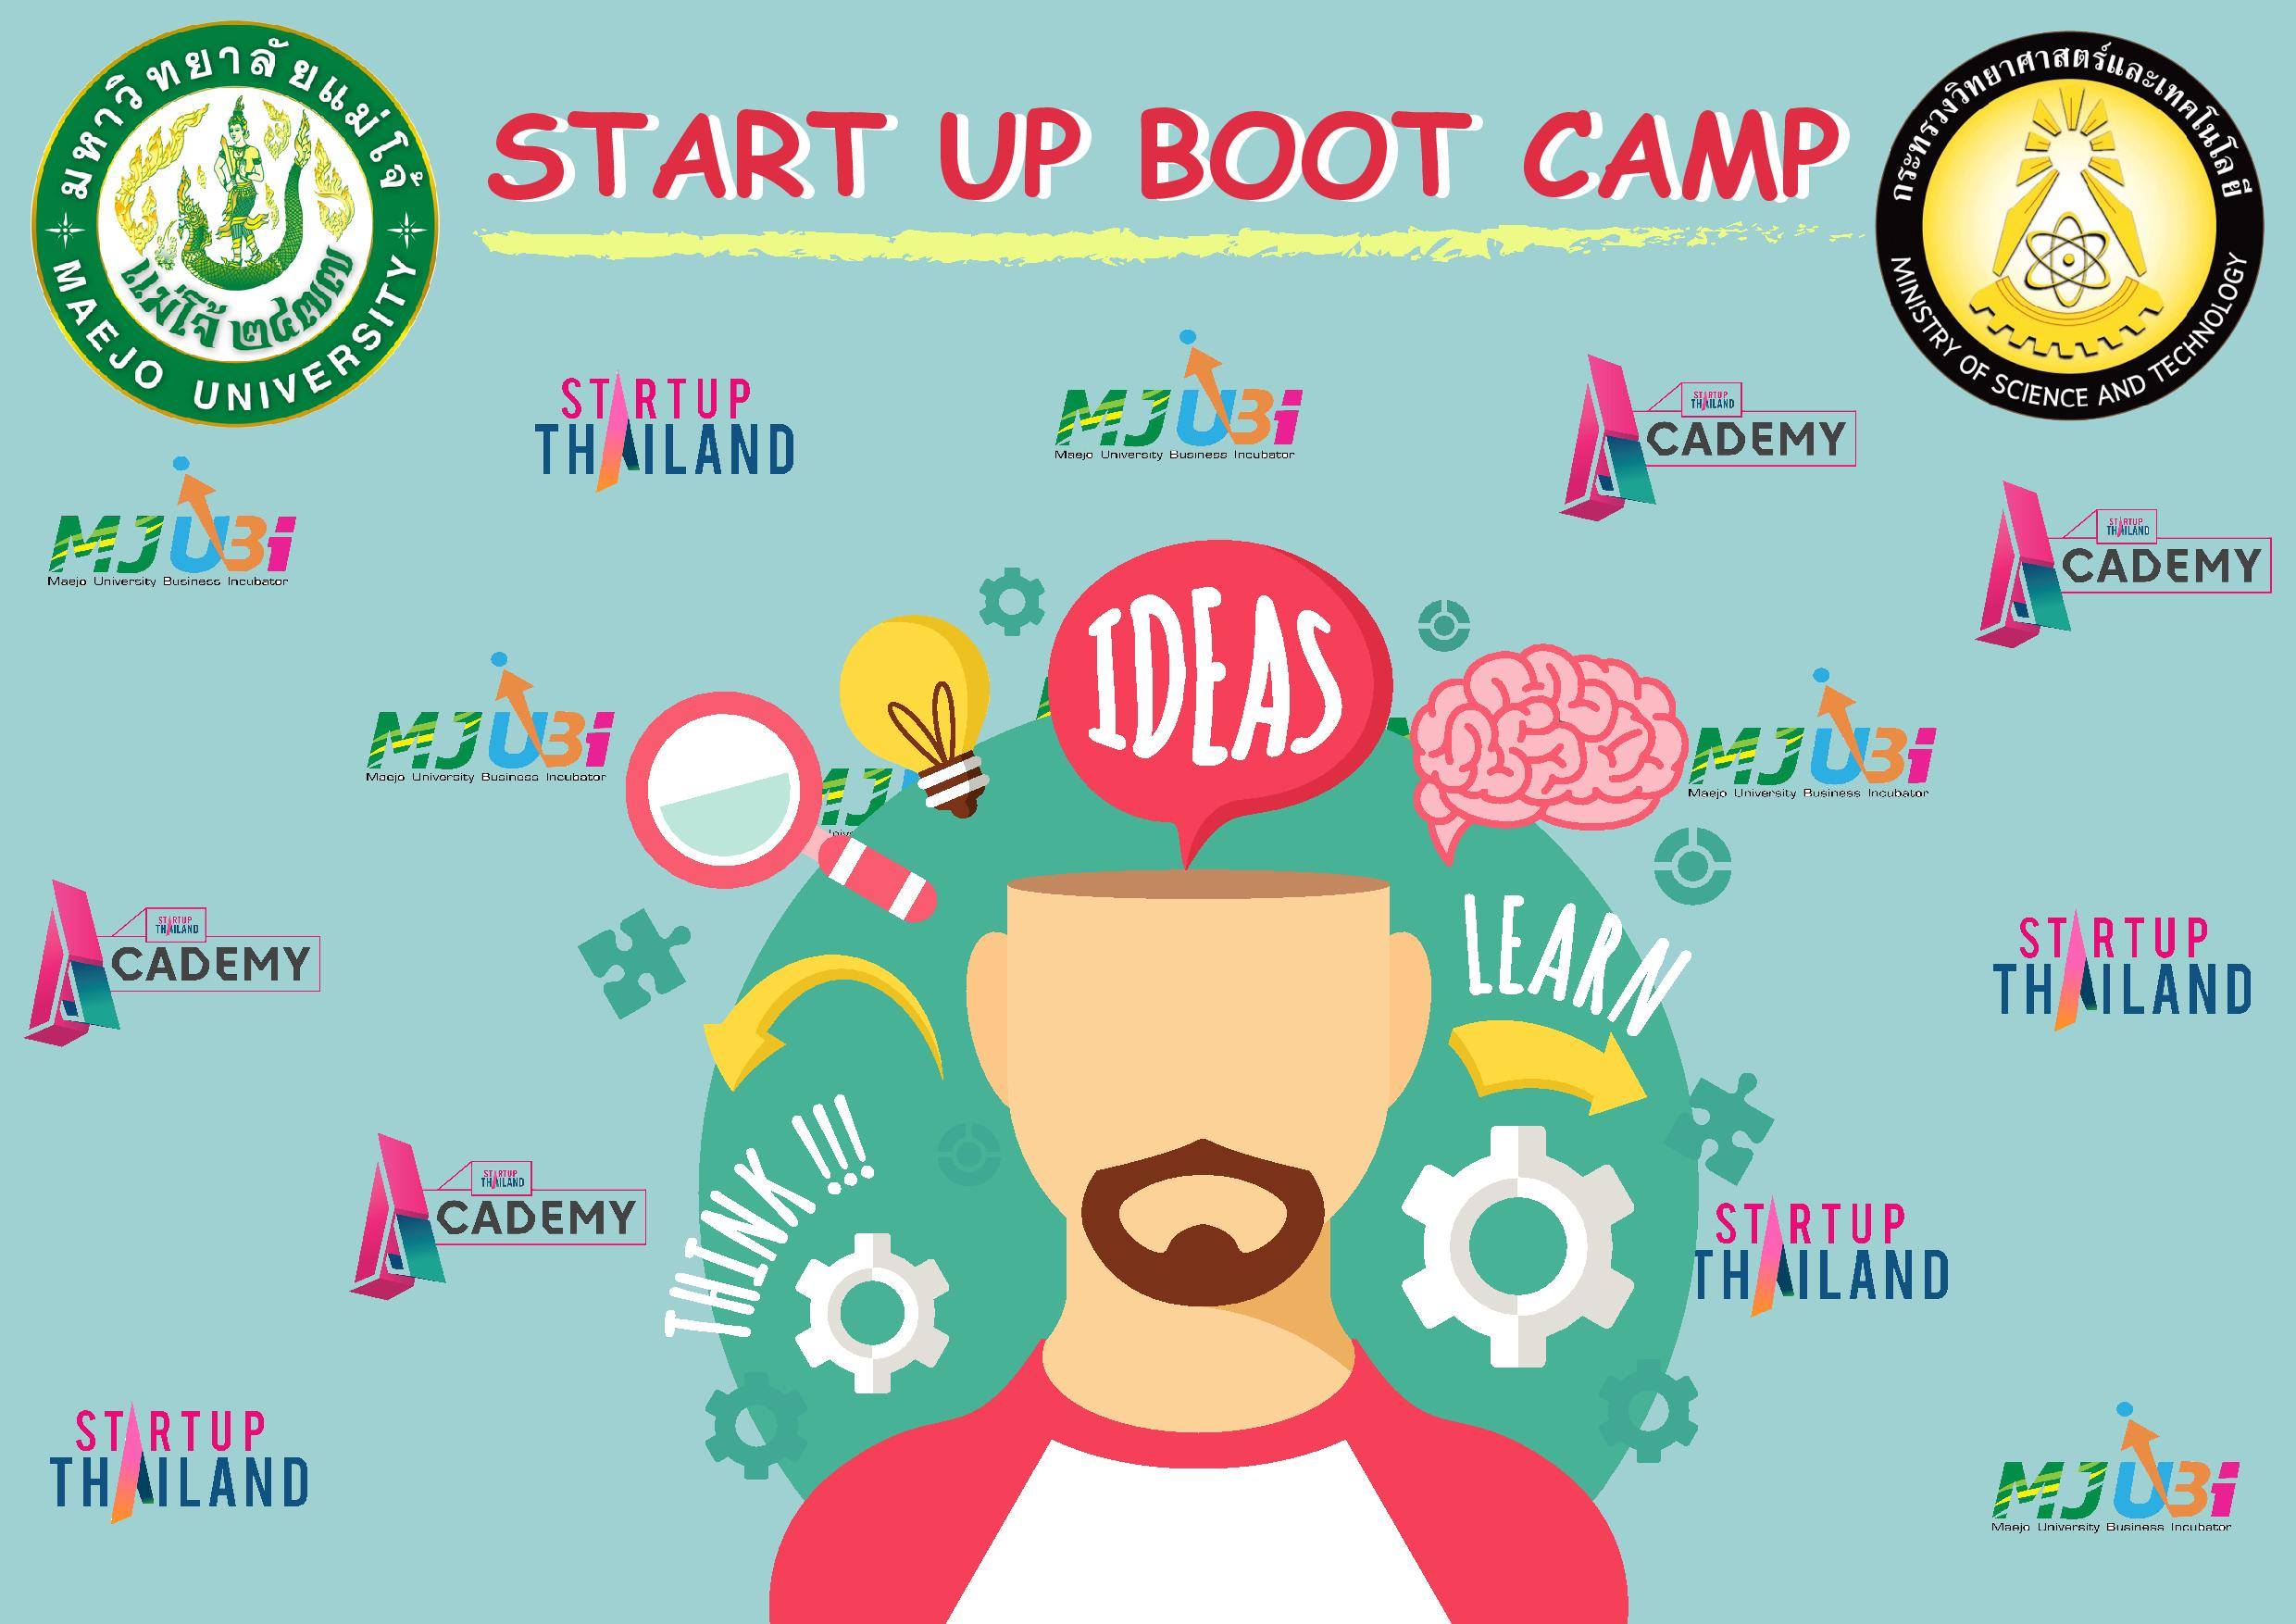 มหาวิทยาลัยแม่โจ้
แม่โจ้ ๒๔๗๗
MAEJO UNIVERSITY
START UP BOOT CAMP
กระทรวงวิทยาศาสตร์และเทคโนโลยี
MINISTRY OF SCIENCE AND TECHNOLOGY
STARTUP
THAILAND
MJUBi
Maejo University Business Incubator
STARTUP
THAILAND
ACADEMY
MJUBi
Maejo University Business Incubator
STARTUP
THAILAND
ACADEMY
IDEAS
MJUBi
Maejo University Business Incubator
MJUBi
Maejo University Business Incubator
MJ
STARTUP
THAILAND
ACADEMY
LEARN
STARTUP
THAILAND
THINK !!!
STARTUP
THAILAND
ACADEMY
STARTUP
THAILAND
STARTUP
THAILAND
MJUBi
Maejo University Business Incubator